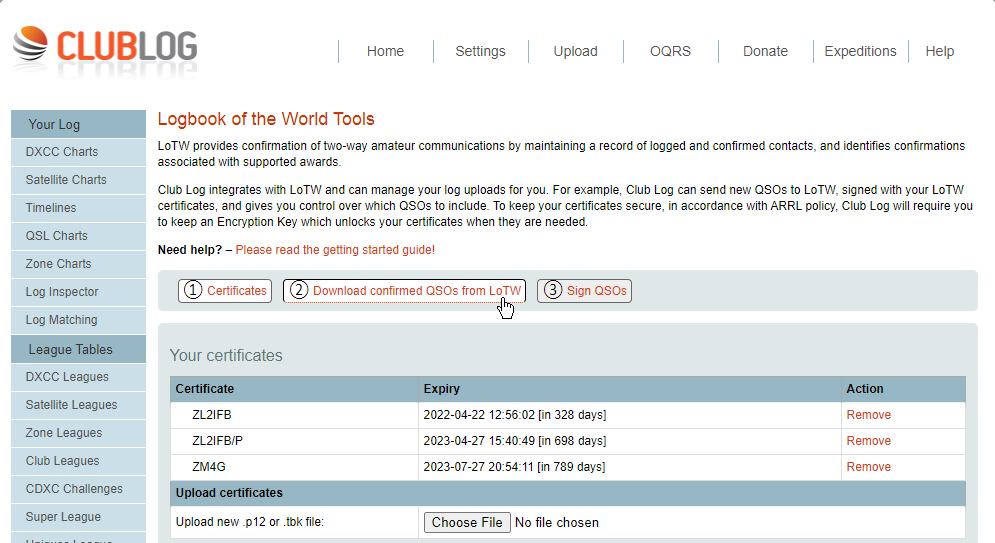 CLUBLOG
Home
Settings
Upload
OQRS
Donate
Expeditions
Help
Your Log
DXCC Charts
Satellite Charts
Timelines
QSL Charts
Zone Charts
Log Inspector
Log Matching
League Tables
DXCC Leagues
Satellite Leagues
Zone Leagues
Club Leagues
CDXC Challenges
Super League
Logbook of the World Tools
LoTW provides confirmation of two-way amateur communications by maintaining a record of logged and confirmed contacts, and identifies confirmations
associated with supported awards.
Club Log integrates with LoTW and can manage your log uploads for you. For example, Club Log can send new QSOs to LoTW, signed with your LoTW
certificates, and gives you control over which QSOs to include. To keep your certificates secure, in accordance with ARRL policy, Club Log will require you
to keep an Encryption Key which unlocks your certificates when they are needed.
Need help? – Please read the getting started guide!
① Certificates
② Download confirmed QSOs from LoTW
③ Sign QSOs
Your certificates
Certificate Expiry Action
ZL2IFB 2022-04-22 12:56:02 [in 328 days] Remove
ZL2IFB/P 2023-04-27 15:40:49 [in 698 days] Remove
ZM4G 2023-07-27 20:54:11 [in 789 days] Remove
Upload certificates
Upload new .p12 or .tbk file: Choose File No file chosen